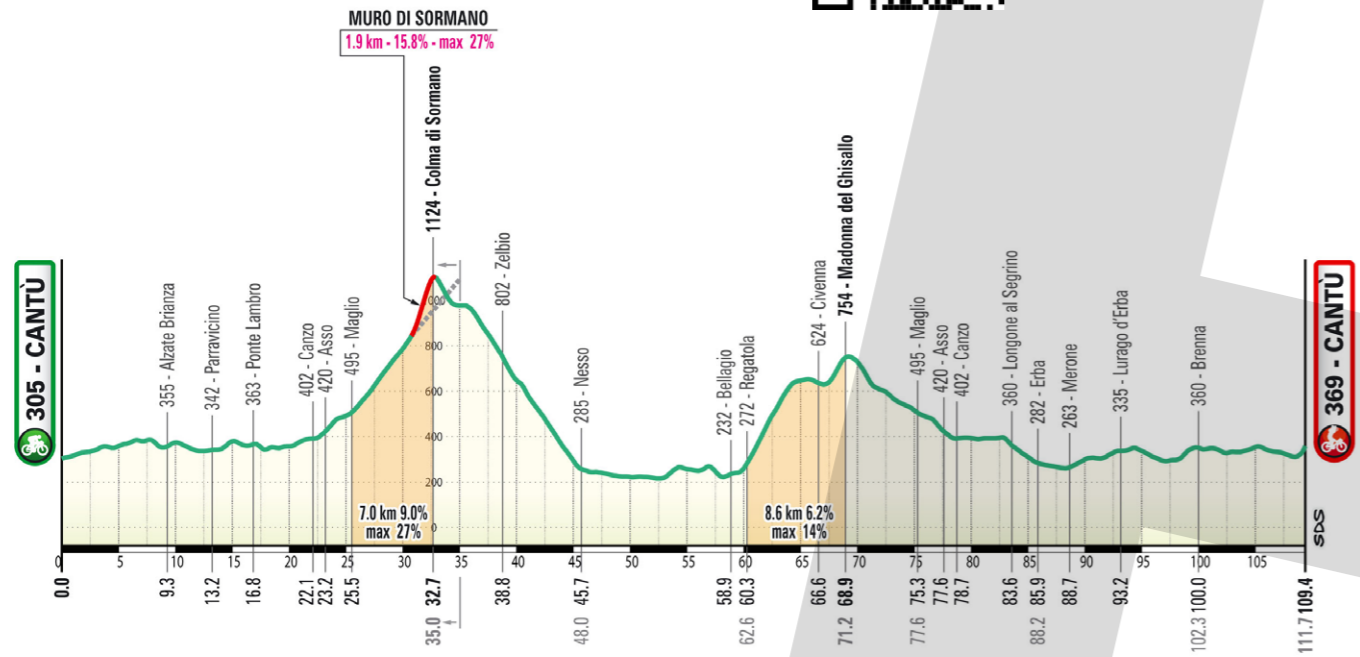 MURO DI SORMANO
1.9 km - 15.8% - max 27%
305 - CANTÙ
355 - Alzate Brianza
342 - Parravicino
363 - Ponte Lambro
402 - Canzo
420 - Asso
495 - Maglio
1124 - Colma di Sormano
802 - Zelbio
285 - Nesso
232 - Bellagio
272 - Regatola
624 - Civenna
754 - Madonna del Ghisallo
495 - Maglio
420 - Asso
402 - Canzo
360 - Longone al Segrino
282 - Erba
263 - Merone
335 - Lurago d'Erba
360 - Brenna
369 - CANTÙ
000
800
600
400
200
0
7.0 km 9.0%
max 27%
8.6 km 6.2%
max 14%
SDS
0 5 10 15 20 25 30 35 40 45 50 55 60 65 70 75 80 85 90 95 100 105
0.0 9.3 13.2 16.8 22.1 23.2 25.5 32.7 38.8 45.7 58.9 60.3 66.6 68.9 75.3 77.6 78.7 83.6 85.9 88.7 93.2 100.0 109.4
35.0 48.0 62.6 71.2 77.6 88.2 102.3 111.7